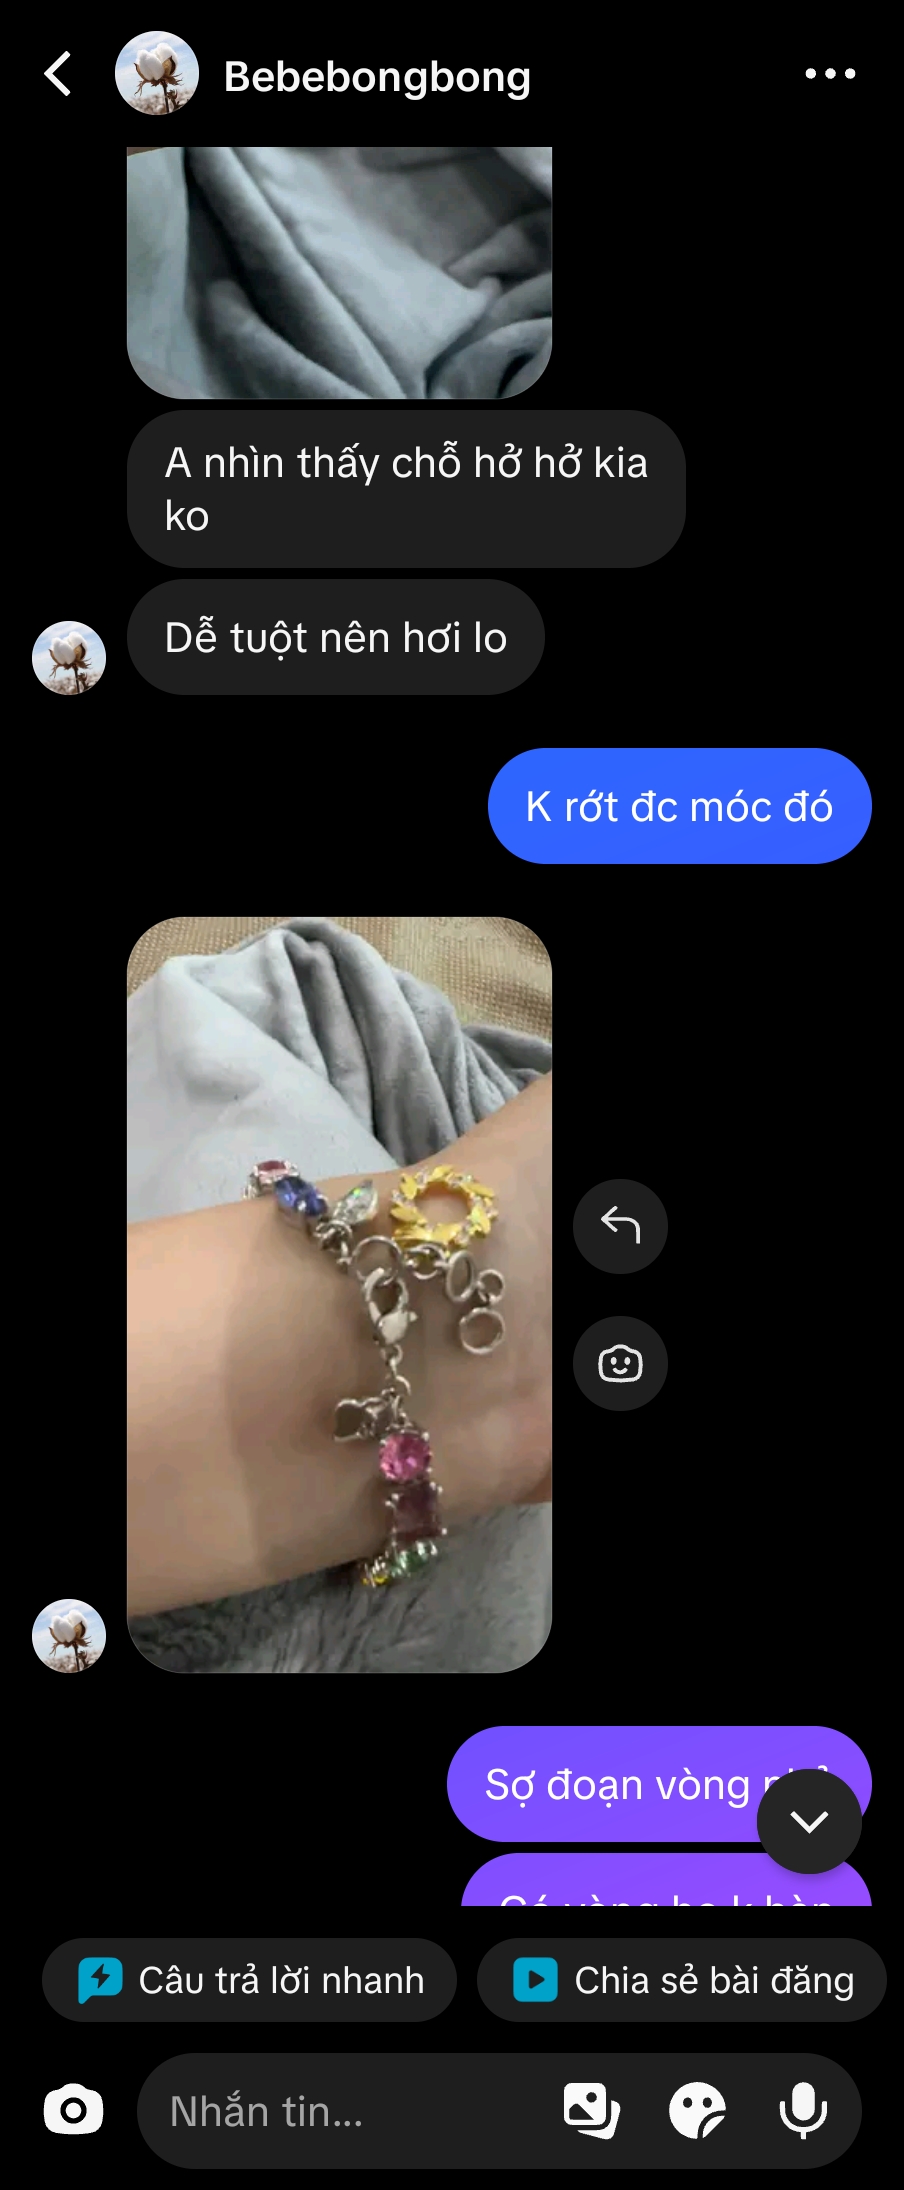 Bebebongbong
A nhìn thấy chỗ hở hở kia
ko
Dễ tuột nên hơi lo
K rớt đc móc đó
Sợ đoạn vòng
Câu trả lời nhanh
Chia sẻ bài đăng
Nhắn tin...